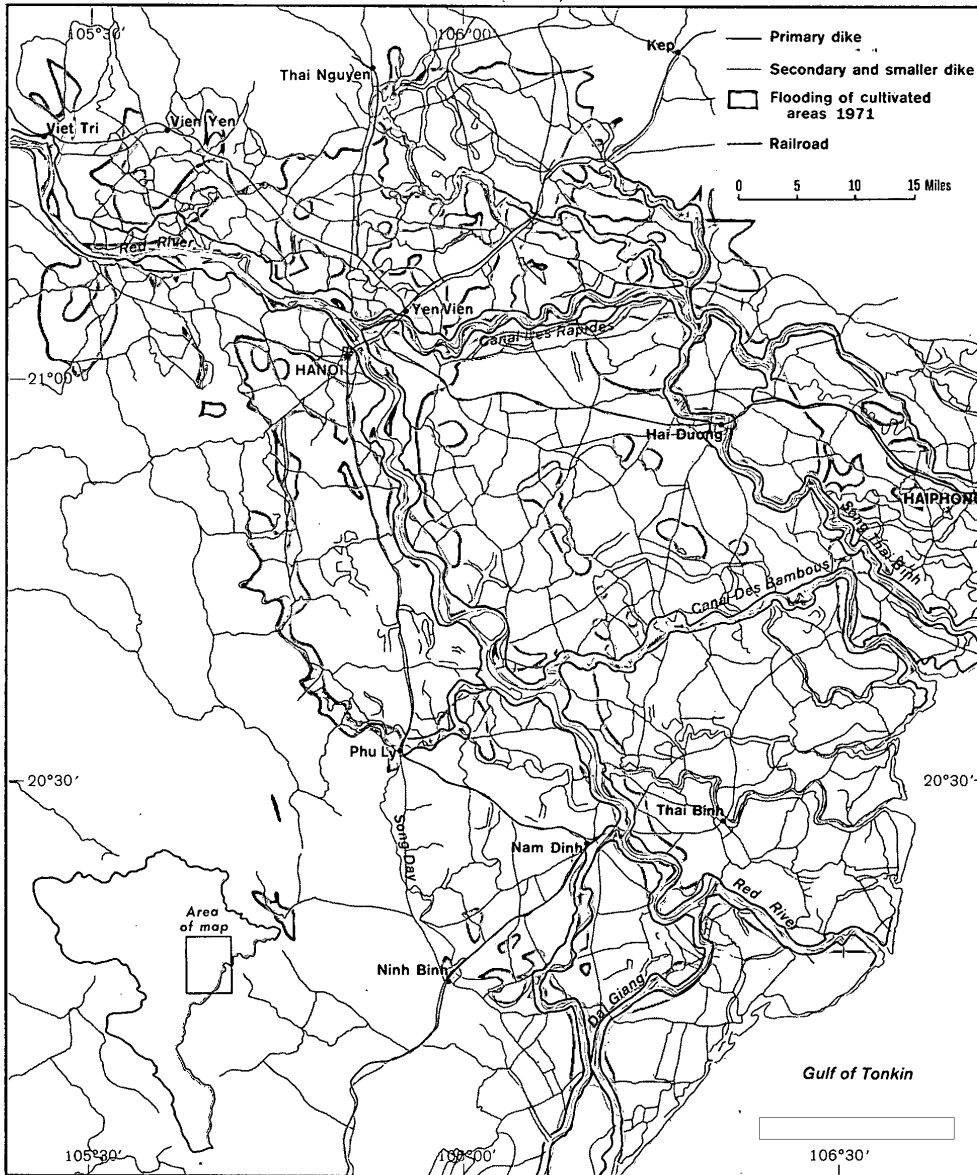 105°30'
106°00'
Kep
Primary dike
Thai Nguyen
Secondary and smaller dike
Flooding of cultivated
areas 1971
Viet Tri
Vien Yen
Railroad
0 5 10 15 Miles
Red River
Yen Vien
Canal Des Rapides
HANOI
21°00'
Hai Duong
HAIPHONG
Song Thai Binh
Canal Des Bambous
Phu Ly
20°30'
20°30'
Thai Binh
Song Day
Nam Dinh
Red River
Area
of map
Ninh Binh
Dai Giang
Gulf of Tonkin
105°30'
106°00'
106°30'